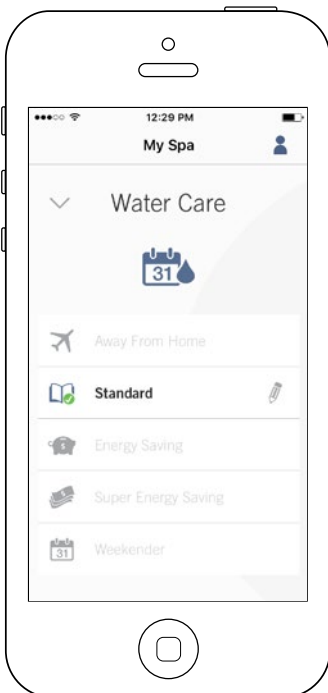 12:29 PM
My Spa
Water Care
31
Away From Home
Standard
Energy Saving
Super Energy Saving
31
Weekender